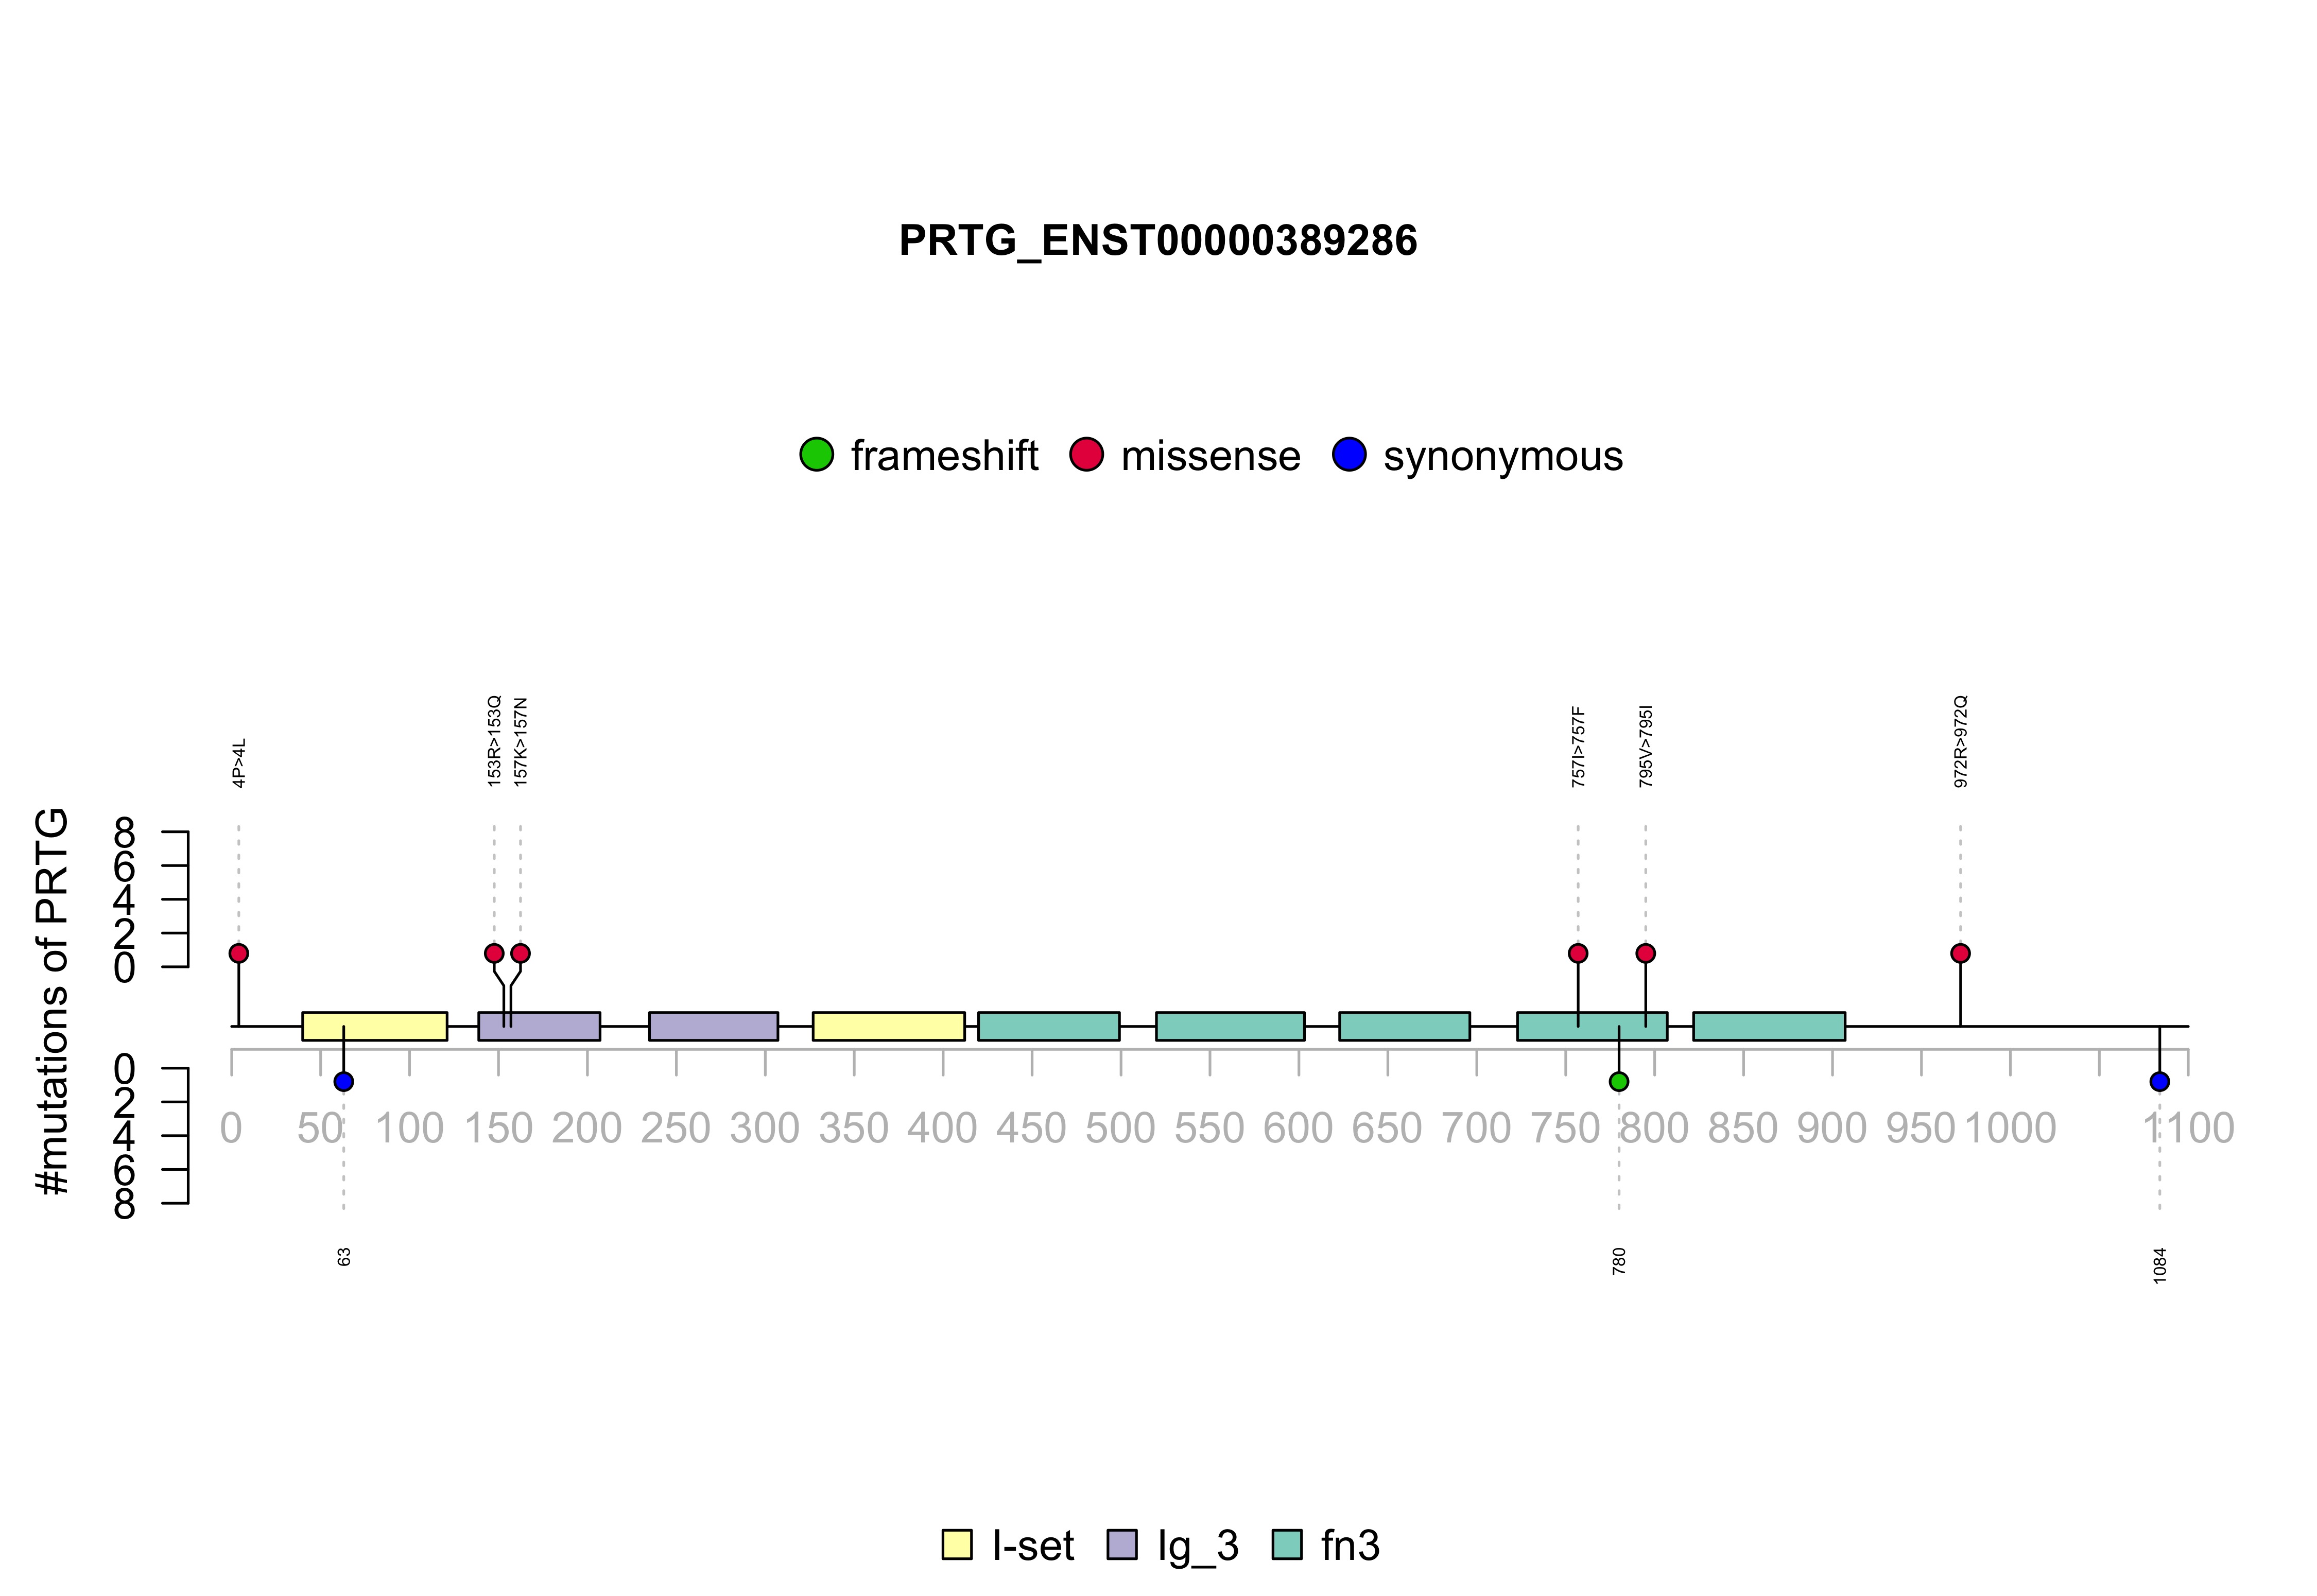 PRTG_ENST00000389286
frameshift missense synonymous
4P>4L
153R>153Q
157K>157N
757I>757F
795V>795I
972R>972Q
#mutations of PRTG
8
6
4
2
0
0
2
4
6
8
0 50 100 150 200 250 300 350 400 450 500 550 600 650 700 750 800 850 900 950 1000 1100
63
780
1084
I-set Ig_3 fn3